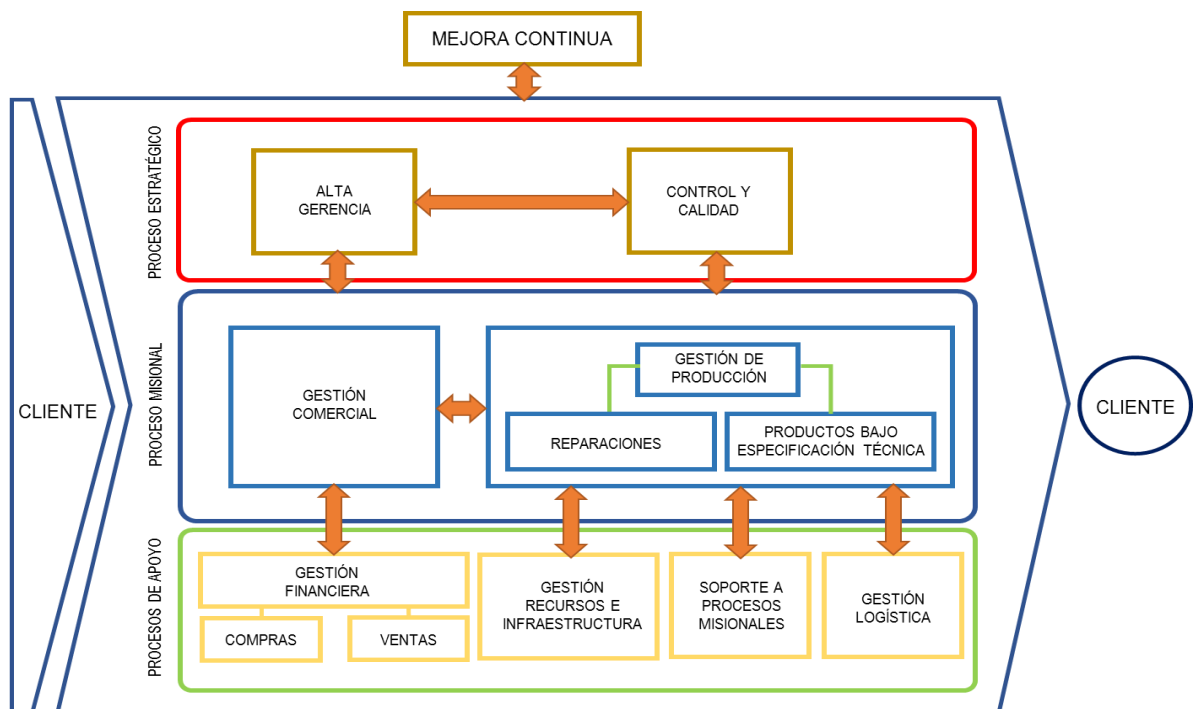 MEJORA CONTINUA
PROCESO ESTRATÉGICO
ALTA
GERENCIA
CONTROL Y
CALIDAD
CLIENTE
PROCESO MISIONAL
GESTIÓN
COMERCIAL
GESTIÓN DE
PRODUCCIÓN
REPARACIONES
PRODUCTOS BAJO
ESPECIFICACIÓN TÉCNICA
CLIENTE
PROCESOS DE APOYO
GESTIÓN
FINANCIERA
COMPRAS
VENTAS
GESTIÓN
RECURSOS E
INFRAESTRUCTURA
SOPORTE A
PROCESOS
MISIONALES
GESTIÓN
LOGÍSTICA